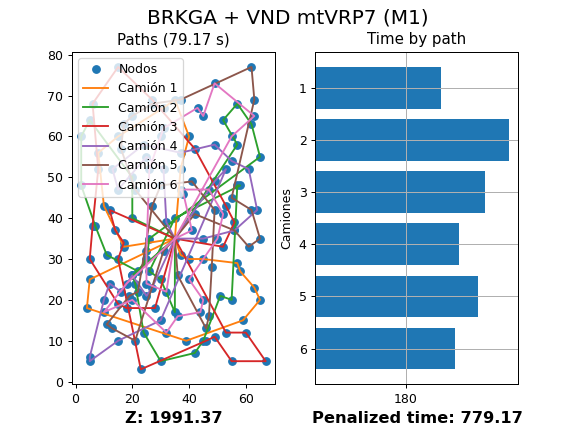 BRKGA + VND mtVRP7 (M1)
Paths (79.17 s)
80
70
60
50
40
30
20
10
0
0
20
40
60
Nodos
Camión 1
Camión 2
Camión 3
Camión 4
Camión 5
Camión 6
Z: 1991.37
Time by path
Camiones
1
2
3
4
5
6
180
Penalized time: 779.17